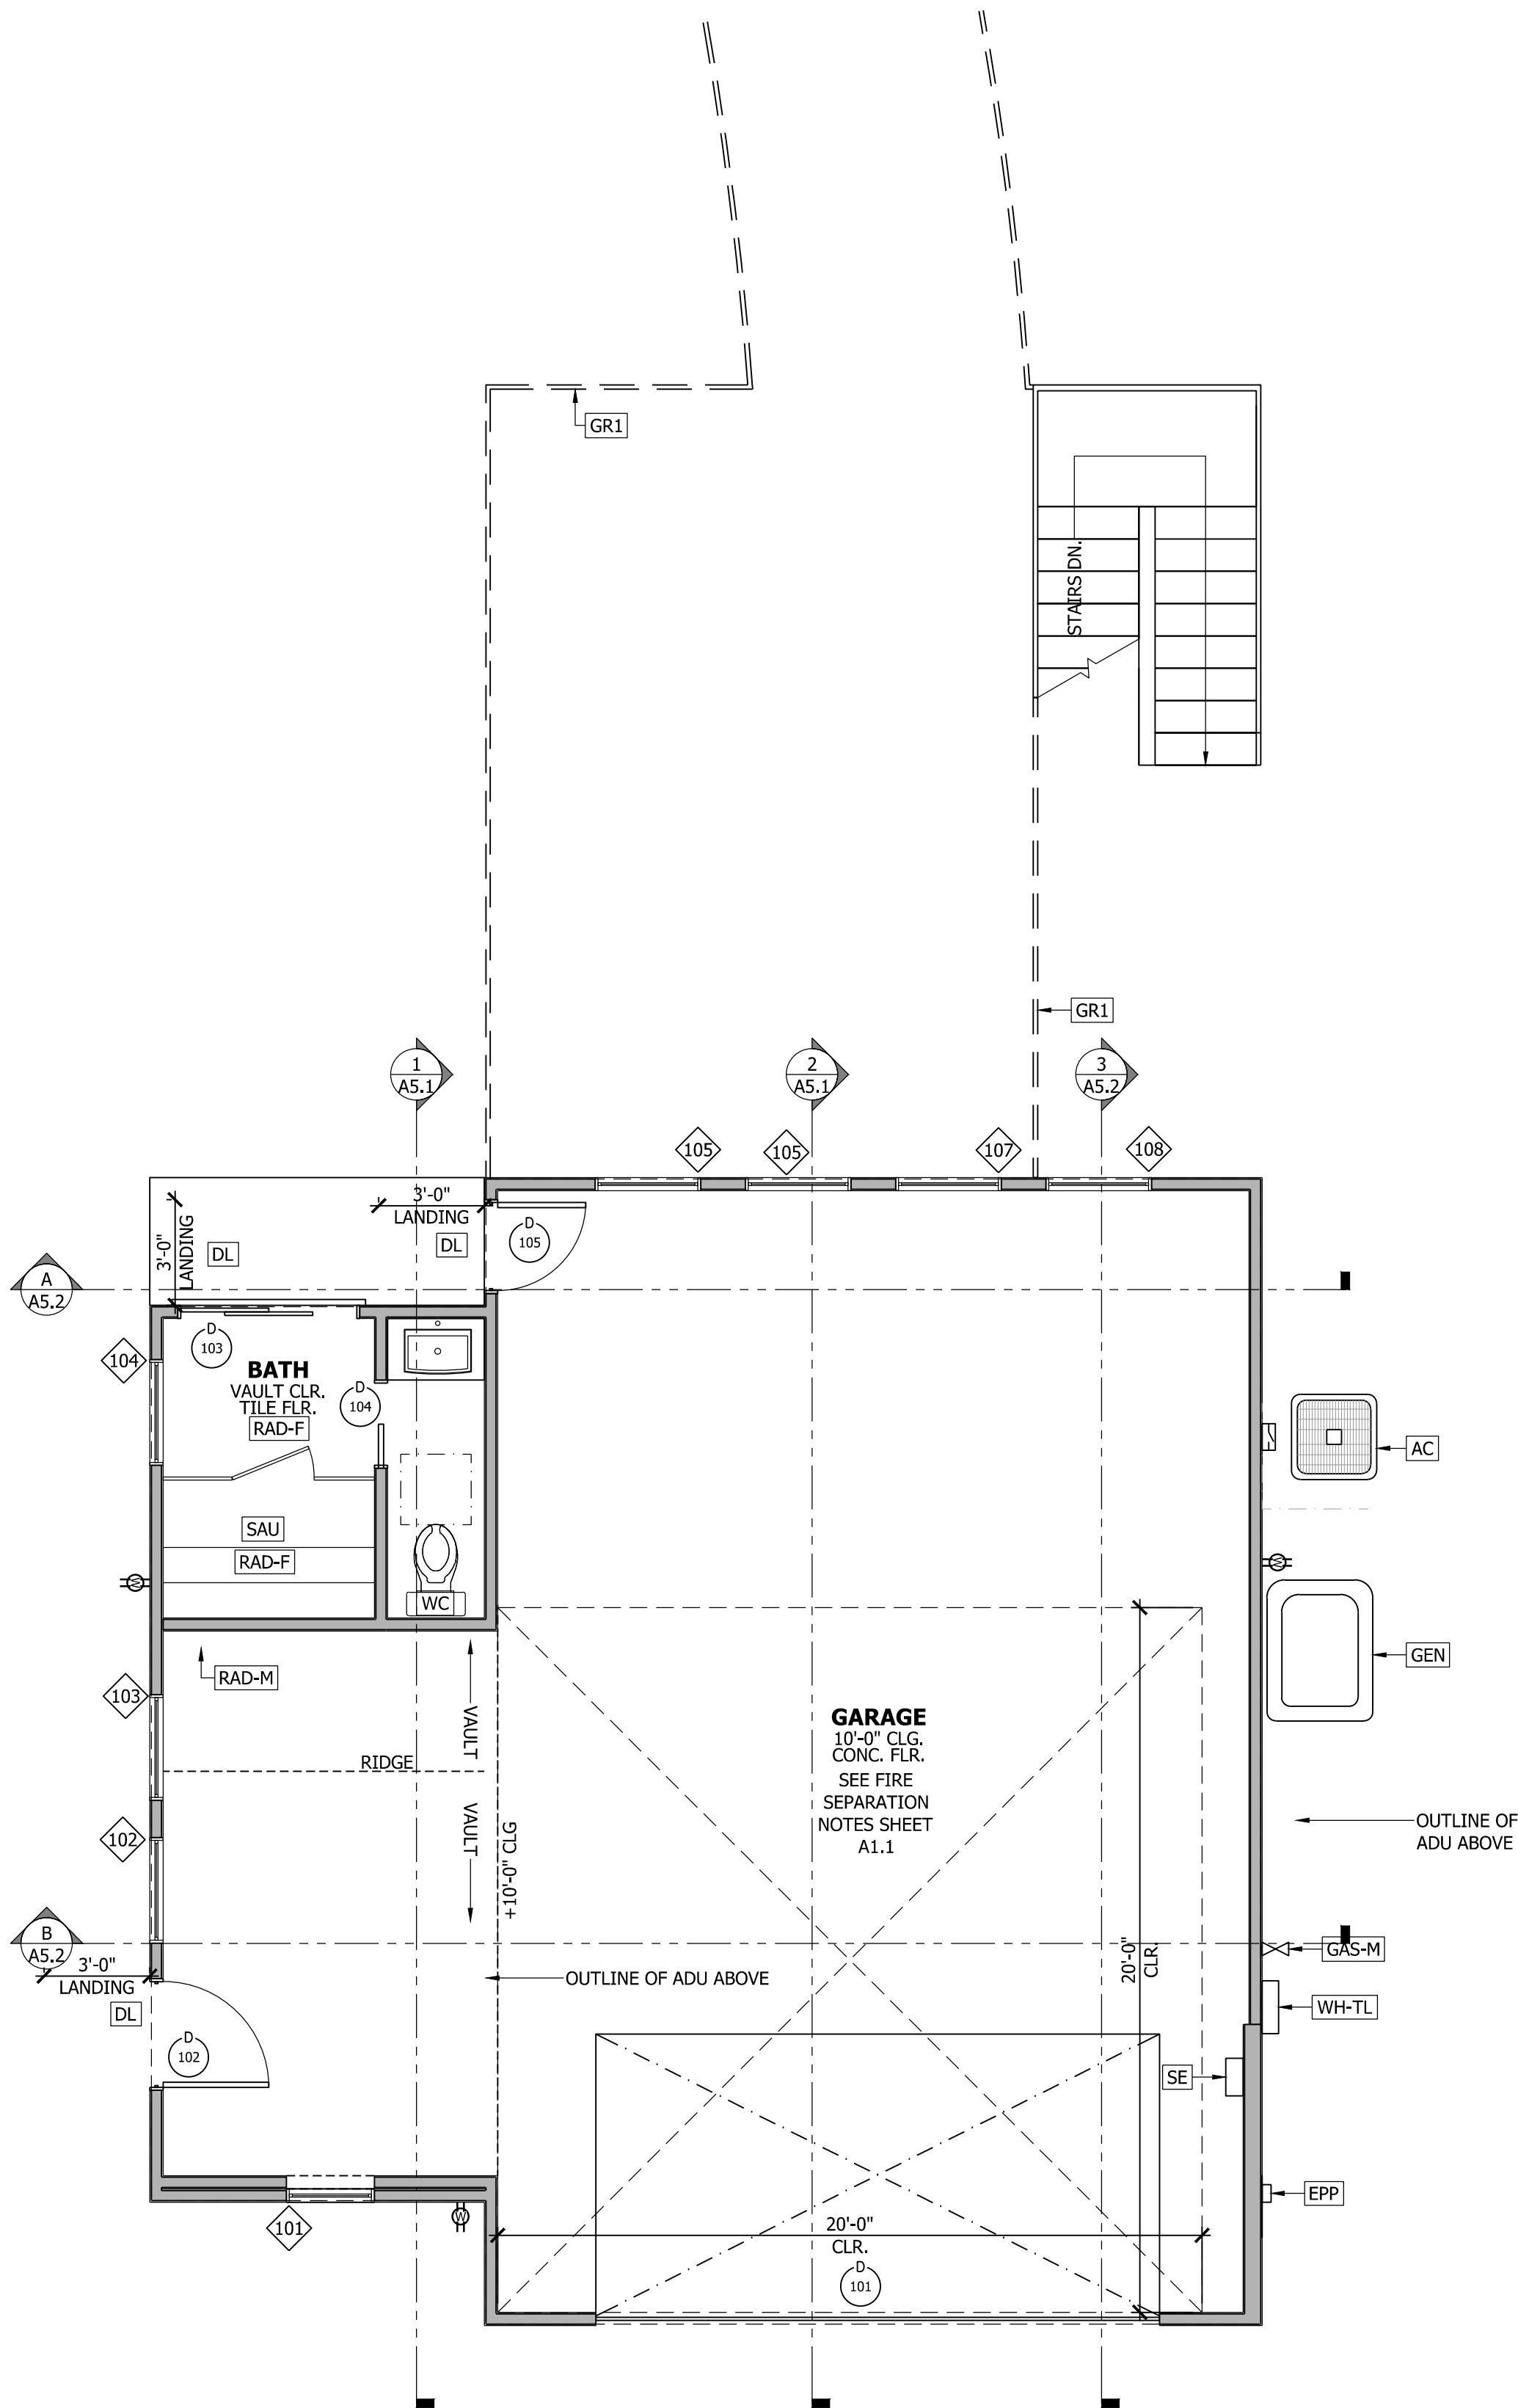 GR1
STAIRS DN.
GR1
1
A5.1
2
A5.1
3
A5.2
105
105
107
108
3'-0"
LANDING
3'-0"
LANDING
DL
DL
D
105
A
A5.2
D
103
104
BATH
VAULT CLR.
TILE FLR.
RAD-F
D
104
AC
SAU
RAD-F
WC
GEN
RAD-M
103
VAULT
RIDGE
VAULT
GARAGE
10'-0" CLG.
CONC. FLR.
SEE FIRE
SEPARATION
NOTES SHEET
A1.1
OUTLINE OF
ADU ABOVE
102
+10'-0" CLG
B
A5.2
3'-0"
LANDING
DL
OUTLINE OF ADU ABOVE
20'-0"
CLR.
GAS-M
WH-TL
D
102
SE
EPP
101
W
W
W
20'-0"
CLR.
D
101